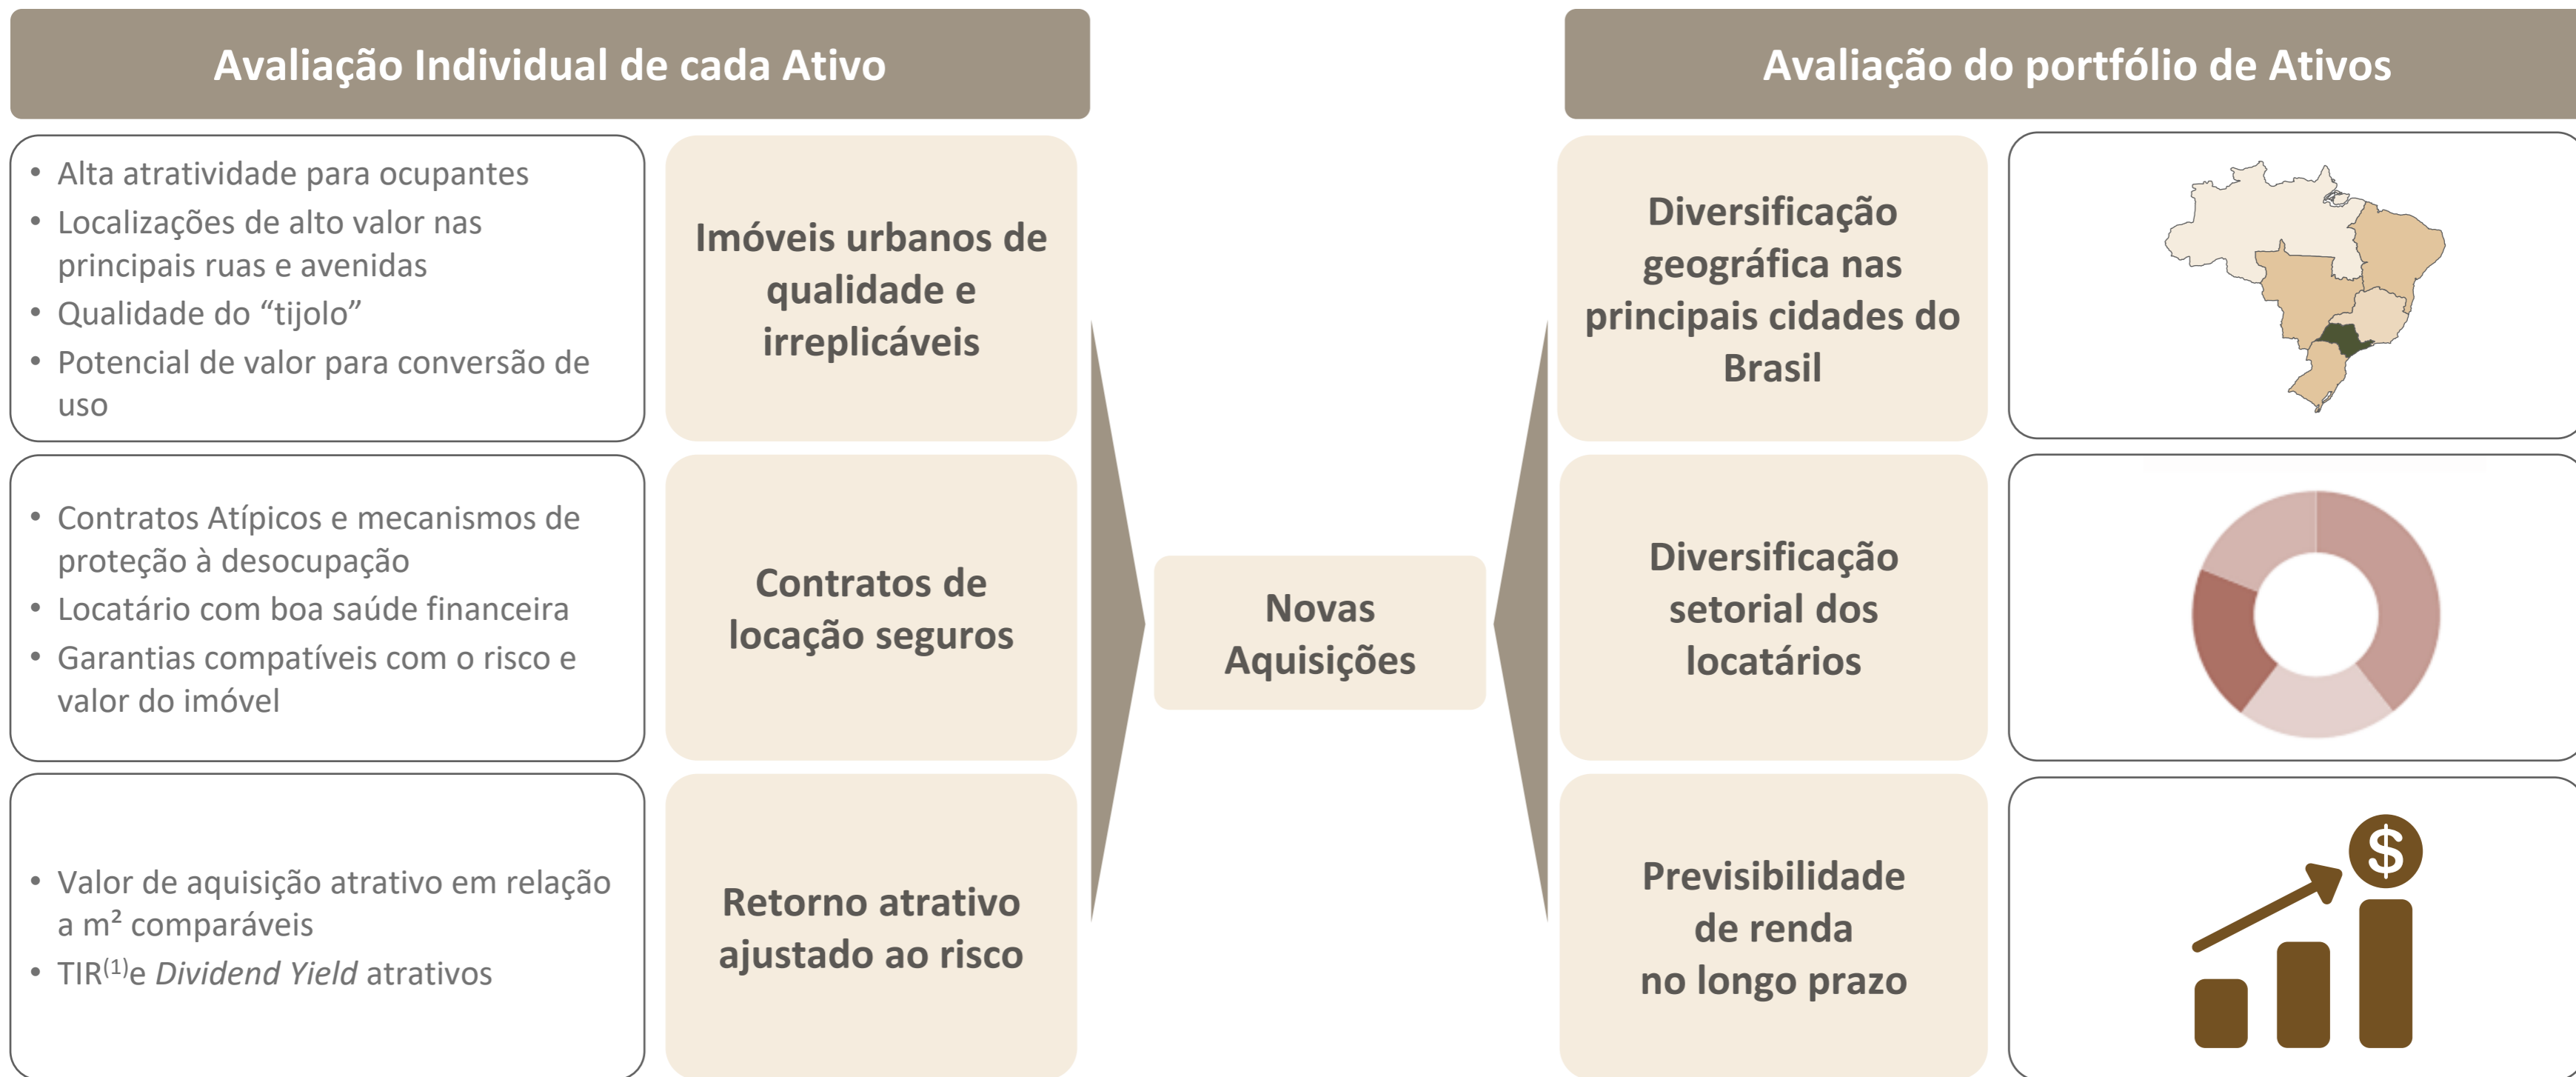 Avaliação Individual de cada Ativo
• Alta atratividade para ocupantes
• Localizações de alto valor nas
principais ruas e avenidas
• Qualidade do “tijolo”
• Potencial de valor para conversão de
uso
Imóveis urbanos de
qualidade e
irreplicáveis
• Contratos Atípicos e mecanismos de
proteção à desocupação
• Locatário com boa saúde financeira
• Garantias compatíveis com o risco e
valor do imóvel
Contratos de
locação seguros
• Valor de aquisição atrativo em relação
a m² comparáveis
• TIR⁽¹⁾e Dividend Yield atrativos
Retorno atrativo
ajustado ao risco
Novas
Aquisições
Avaliação do portfólio de Ativos
Diversificação
geográfica nas
principais cidades do
Brasil
Diversificação
setorial dos
locatários
Previsibilidade
de renda
no longo prazo
$